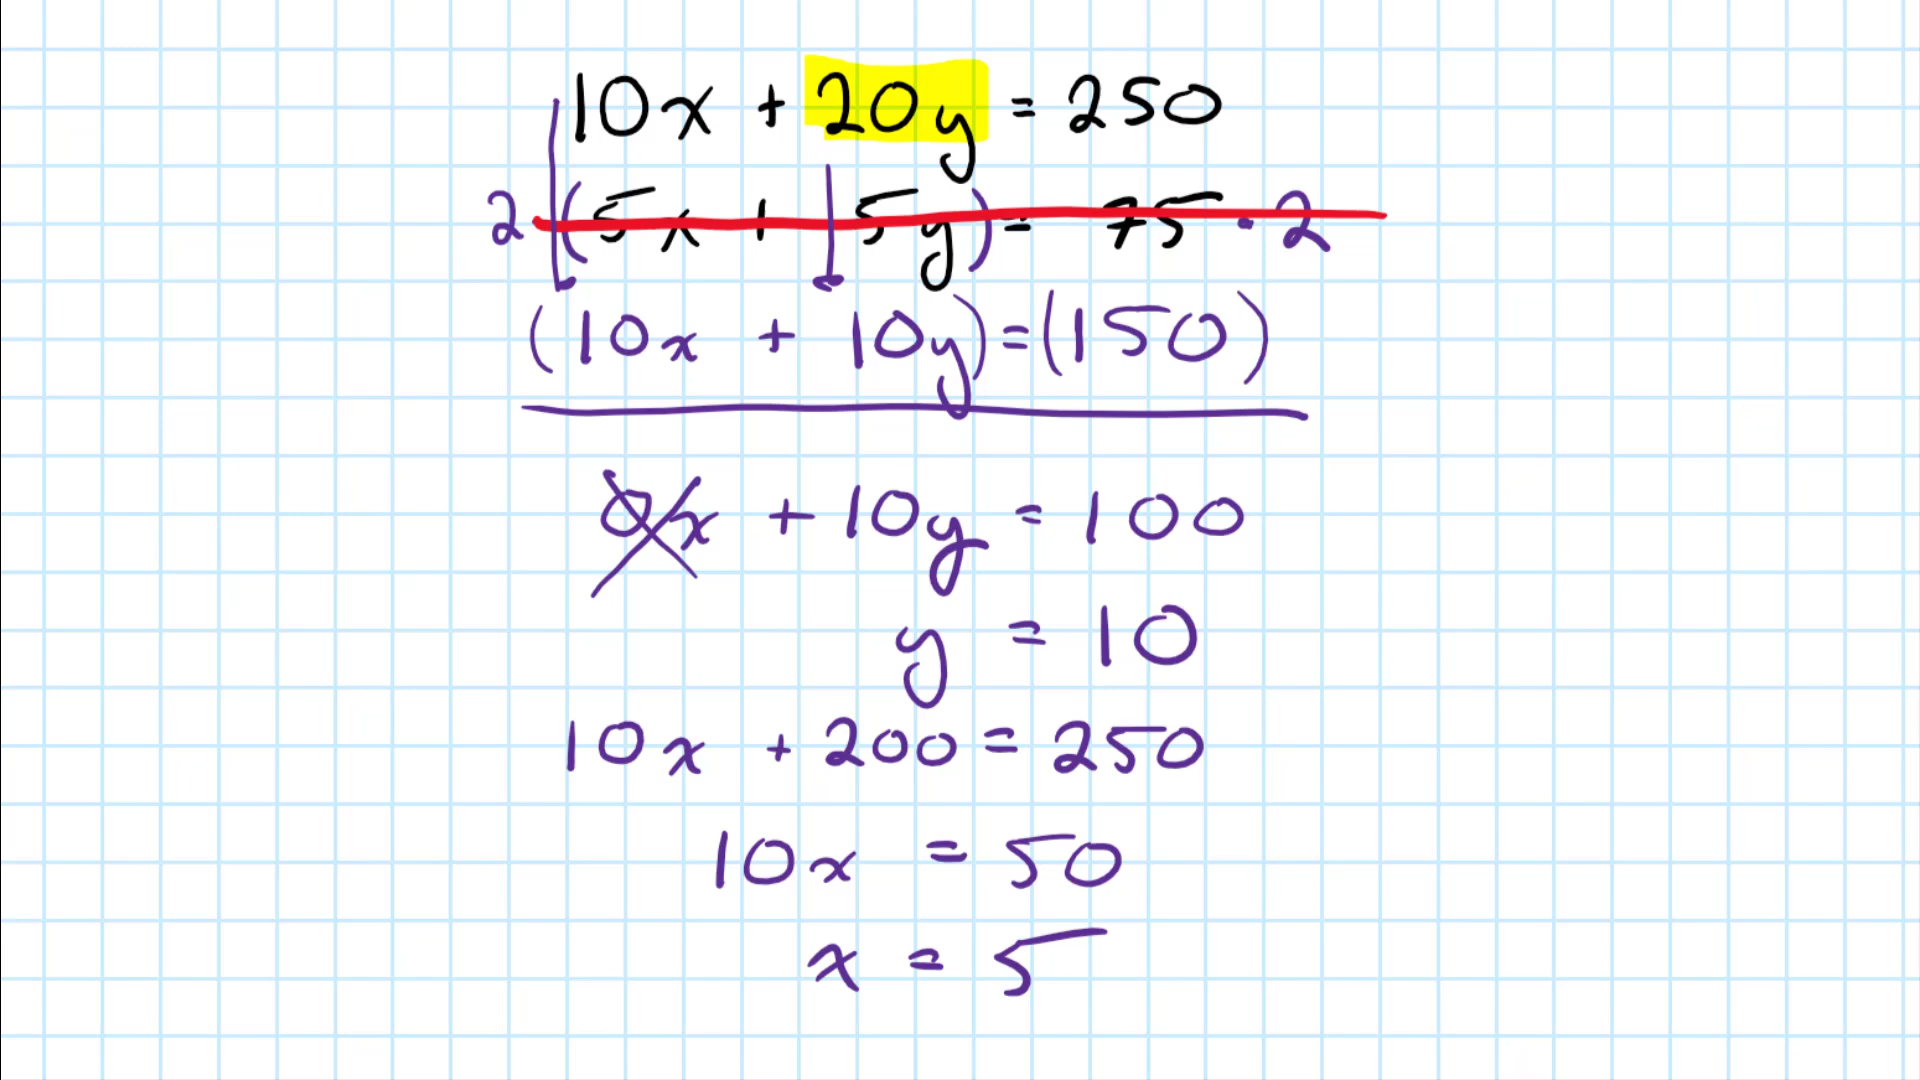 10x + 20y = 250
2(5x + 5y) = 75 · 2
(10x + 10y) = (150)
0x + 10y = 100
y = 10
10x + 200 = 250
10x = 50
x = 5